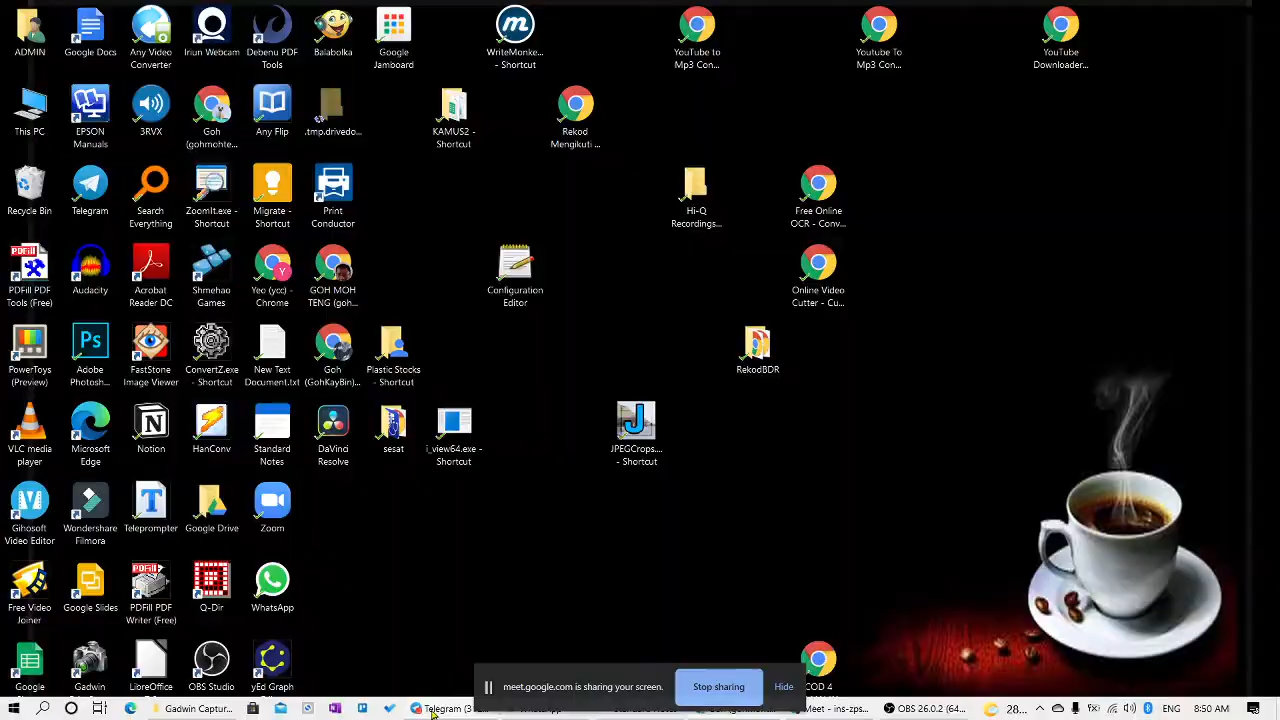 ADMIN
Google Docs
Any Video
Converter
Iriun Webcam
Debenu PDF
Tools
Balabolka
Google
Jamboard
WriteMonke...
- Shortcut
YouTube to
Mp3 Con...
Youtube To
Mp3 Con...
YouTube
Downloader...
This PC
EPSON
Manuals
3RVX
Goh
(gohmohte...
Any Flip
.tmp.drivedo...
KAMUS2 -
Shortcut
Rekod
Mengikuti ...
Recycle Bin
Telegram
Search
Everything
ZoomIt.exe -
Shortcut
Migrate -
Shortcut
Print
Conductor
Hi-Q
Recordings...
Free Online
OCR - Conv...
PDFill PDF
Tools (Free)
Audacity
Acrobat
Reader DC
Shmehao
Games
Yeo (ycc) -
Chrome
GOH MOH
TENG (goh...
Configuration
Editor
Online Video
Cutter - Cu...
PowerToys
(Preview)
Adobe
Photosh...
FastStone
Image Viewer
ConvertZ.exe
- Shortcut
New Text
Document.txt
Goh
(GohKayBin)...
Plastic Stocks
- Shortcut
RekodBDR
VLC media
player
Microsoft
Edge
Notion
HanConv
Standard
Notes
DaVinci
Resolve
sesat
i_view64.exe -
Shortcut
JPEGCrops....
- Shortcut
Gihosoft
Video Editor
Wondershare
Filmora
Teleprompter
Google Drive
Zoom
Free Video
Joiner
Google Slides
PDFill PDF
Writer (Free)
Q-Dir
WhatsApp
Google
Gadwin
LibreOffice
OBS Studio
yEd Graph
COD 4
meet.google.com is sharing your screen.
Stop sharing
Hide
Gadwin Captur...
Telegram (3
Meet - ins-zps...
OBS 26.0.2 (64...
28...
8:50 AM